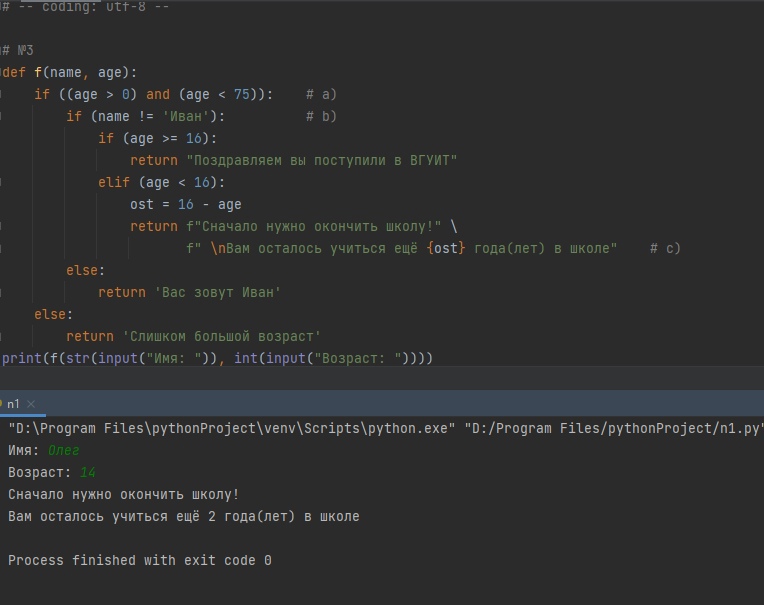 # -- coding: utf-8 --
# №3
def f(name, age):
    if ((age > 0) and (age < 75)):    # a)
        if (name != 'Иван'):          # b)
            if (age >= 16):
                return "Поздравляем вы поступили в ВГУИТ"
            elif (age < 16):
                ost = 16 - age
                return f"Сначало нужно окончить школу!" \
                       f" \nВам осталось учиться ещё {ost} года(лет) в школе"    # c)
        else:
            return 'Вас зовут Иван'
    else:
        return 'Слишком большой возраст'
print(f(str(input("Имя: ")), int(input("Возраст: "))))
n1
"D:\Program Files\pythonProject\venv\Scripts\python.exe" "D:/Program Files/pythonProject/n1.py"
Имя: Олег
Возраст: 14
Сначало нужно окончить школу!
Вам осталось учиться ещё 2 года(лет) в школе
Process finished with exit code 0